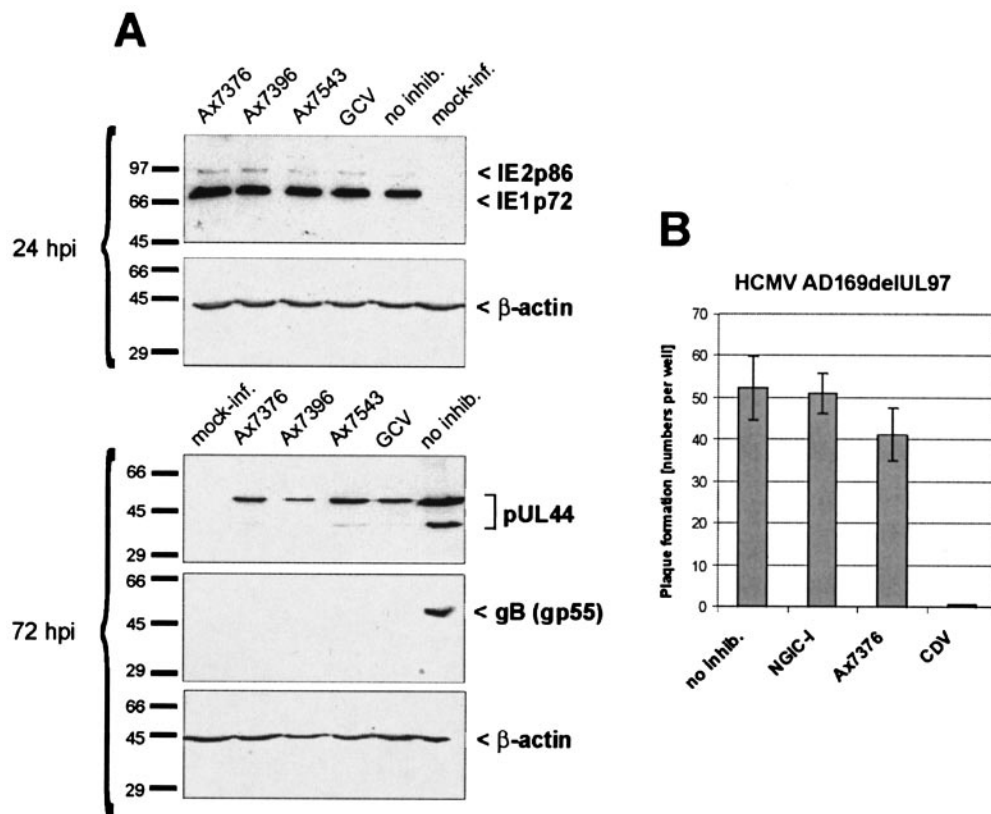 A
Ax7376 Ax7396 Ax7543 GCV no inhib. mock-inf.
24 hpi
97
66
45
< IE2p86
< IE1p72
66
45
29
< β-actin
mock-inf. Ax7376 Ax7396 Ax7543 GCV no inhib.
72 hpi
66
45
29
pUL44
66
45
29
< gB (gp55)
66
45
29
< β-actin
B
HCMV AD169delUL97
Plaque formation [numbers per well]
70
60
50
40
30
20
10
0
no inhib. NGIC-I Ax7376 CDV